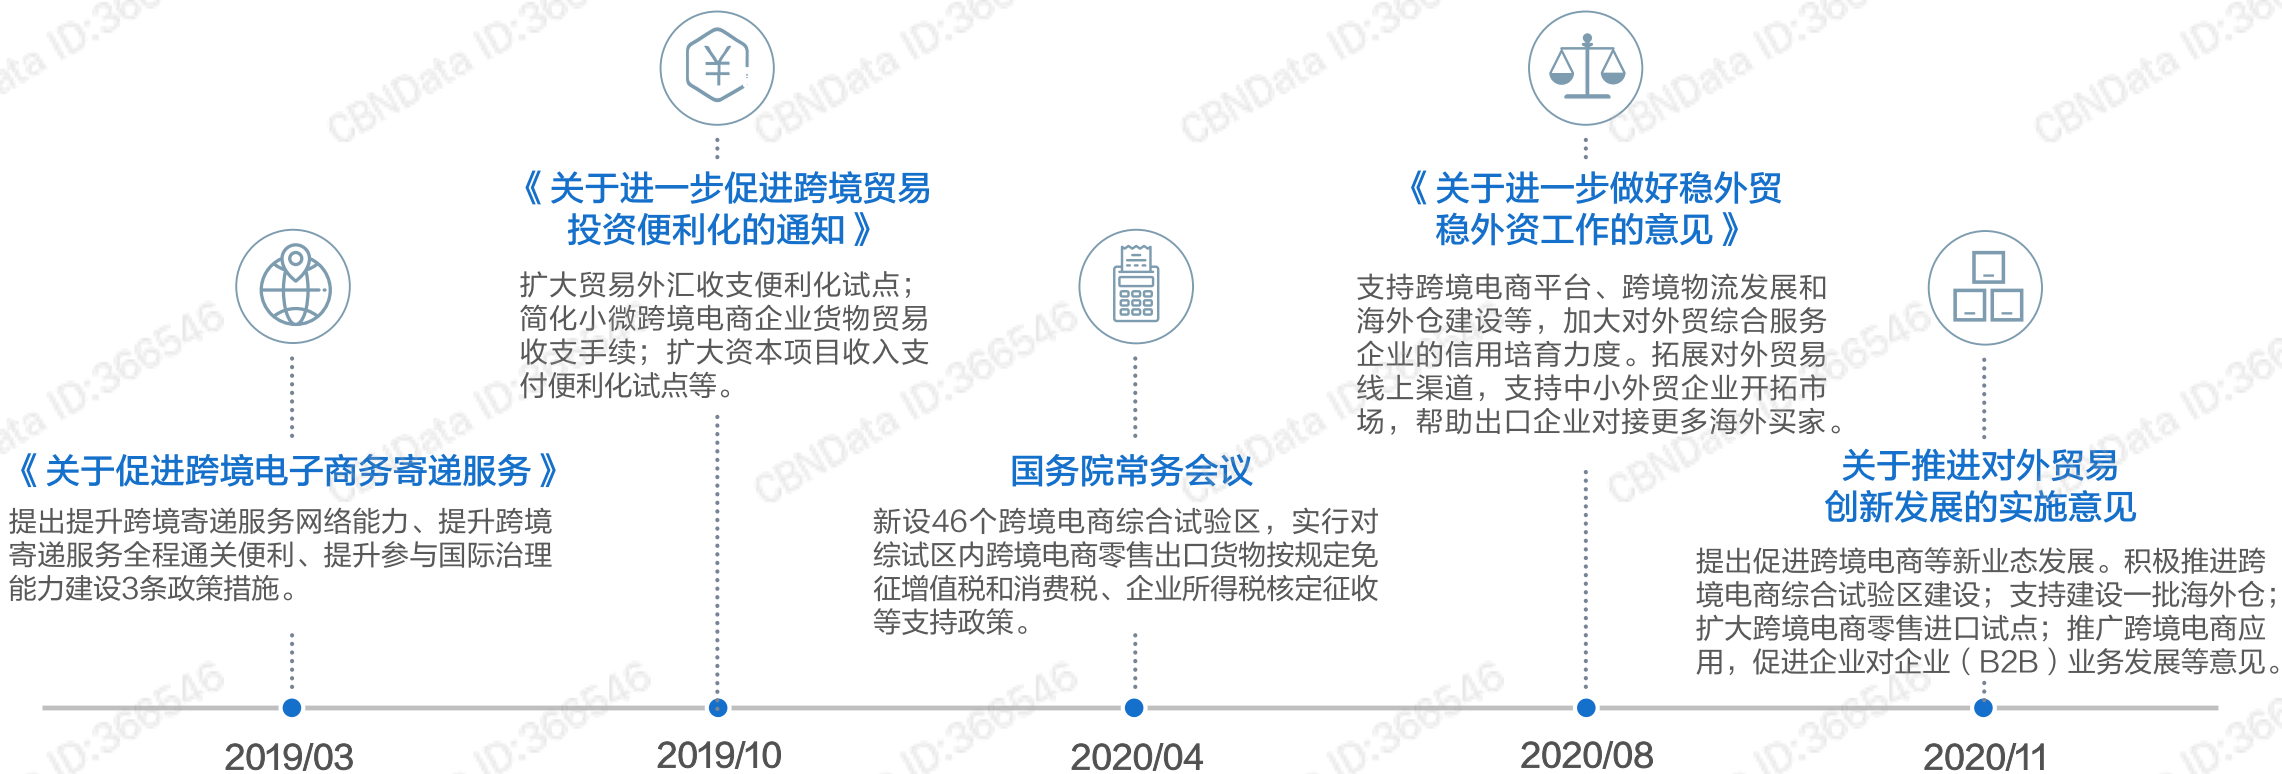 《关于促进跨境电子商务寄递服务》
提出提升跨境寄递服务网络能力、提升跨境
寄递服务全程通关便利、提升参与国际治理
能力建设3条政策措施。
2019/03
《关于进一步促进跨境贸易
投资便利化的通知》
扩大贸易外汇收支便利化试点；
简化小微跨境电商企业货物贸易
收支手续；扩大资本项目收入支
付便利化试点等。
2019/10
国务院常务会议
新设46个跨境电商综合试验区，实行对
综试区内跨境电商零售出口货物按规定免
征增值税和消费税、企业所得税核定征收
等支持政策。
2020/04
《关于进一步做好稳外贸
稳外资工作的意见》
支持跨境电商平台、跨境物流发展和
海外仓建设等，加大对外贸综合服务
企业的信用培育力度。拓展对外贸易
线上渠道，支持中小外贸企业开拓市
场，帮助出口企业对接更多海外买家。
2020/08
关于推进对外贸易
创新发展的实施意见
提出促进跨境电商等新业态发展。积极推进跨
境电商综合试验区建设；支持建设一批海外仓；
扩大跨境电商零售进口试点；推广跨境电商应
用，促进企业对企业（B2B）业务发展等意见。
2020/11
CBNData ID:366546